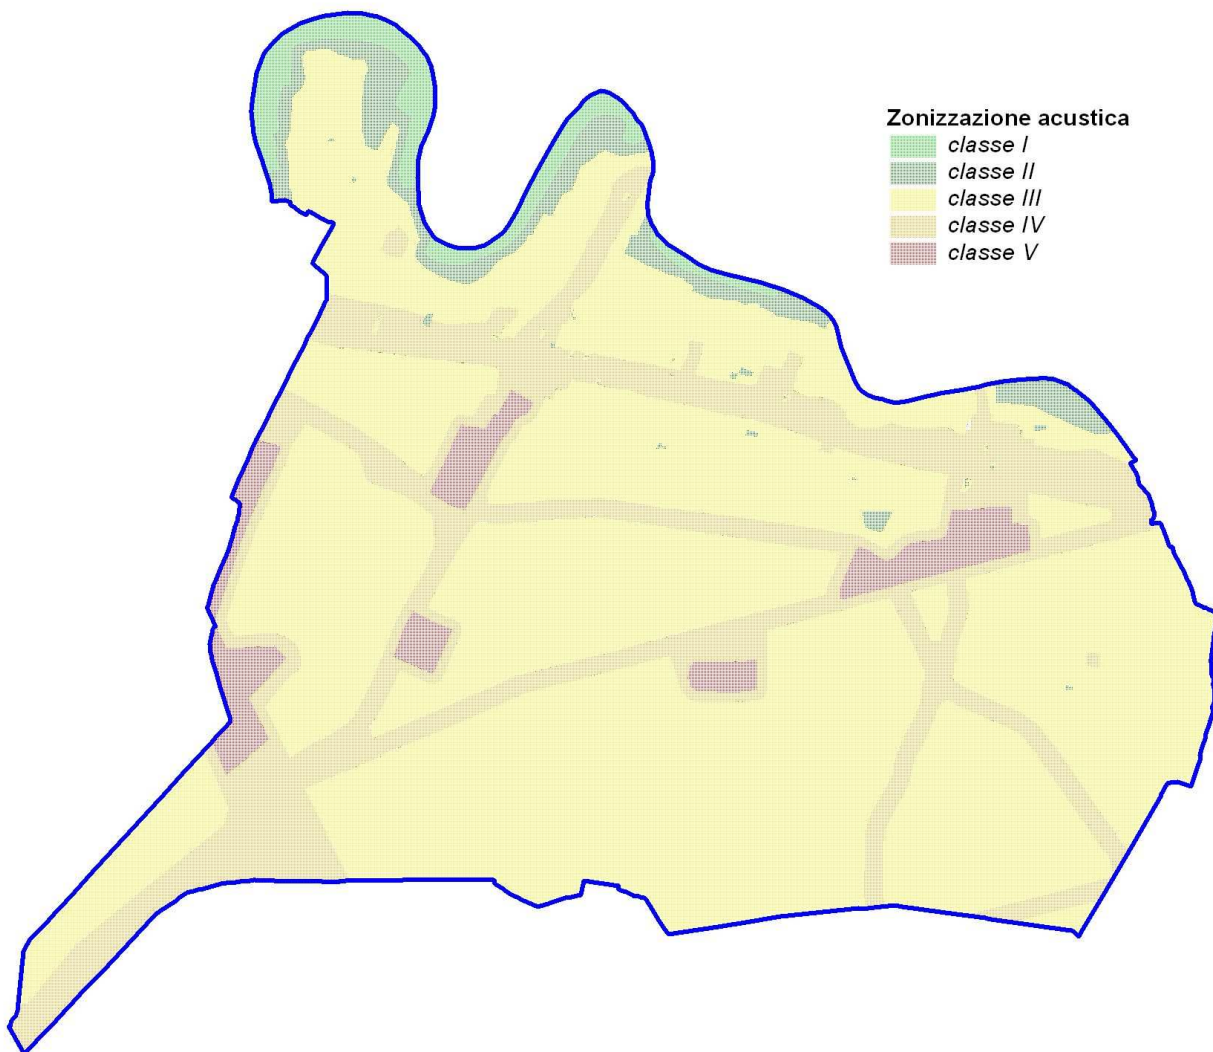 Zonizzazione acustica
classe I
classe II
classe III
classe IV
classe V